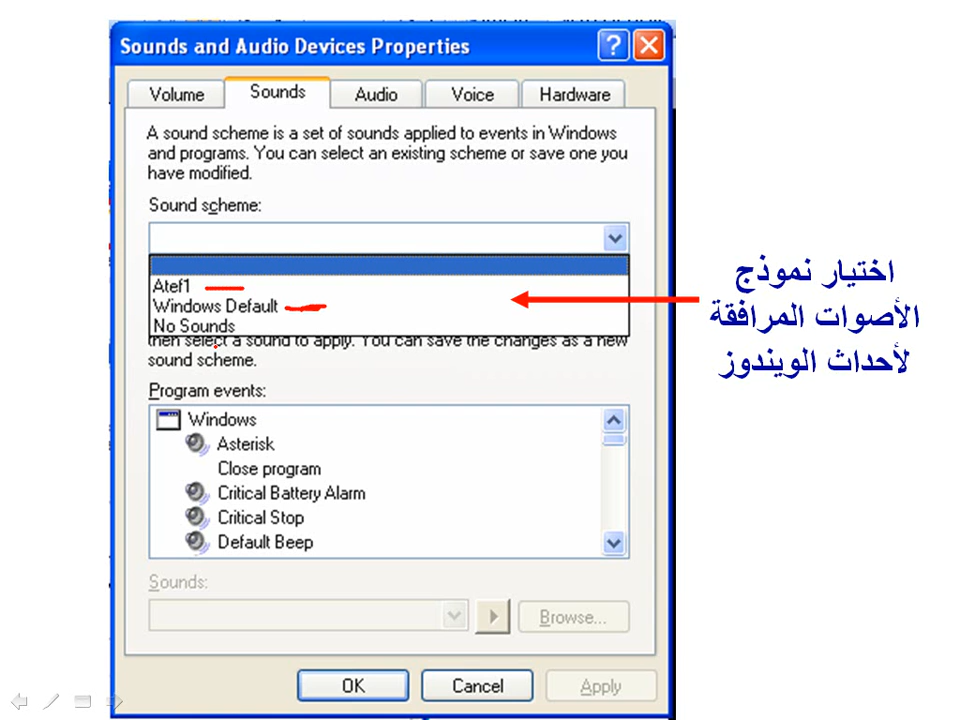 Sounds and Audio Devices Properties
Volume
Sounds
Audio
Voice
Hardware
A sound scheme is a set of sounds applied to events in Windows
and programs. You can select an existing scheme or save one you
have modified.
Sound scheme:
Atef1
Windows Default
No Sounds
then select a sound to apply. You can save the changes as a new
sound scheme.
Program events:
Windows
Asterisk
Close program
Critical Battery Alarm
Critical Stop
Default Beep
Sounds:
Browse...
OK
Cancel
Apply
اختيار نموذج
الأصوات المرافقة
لأحداث الويندوز